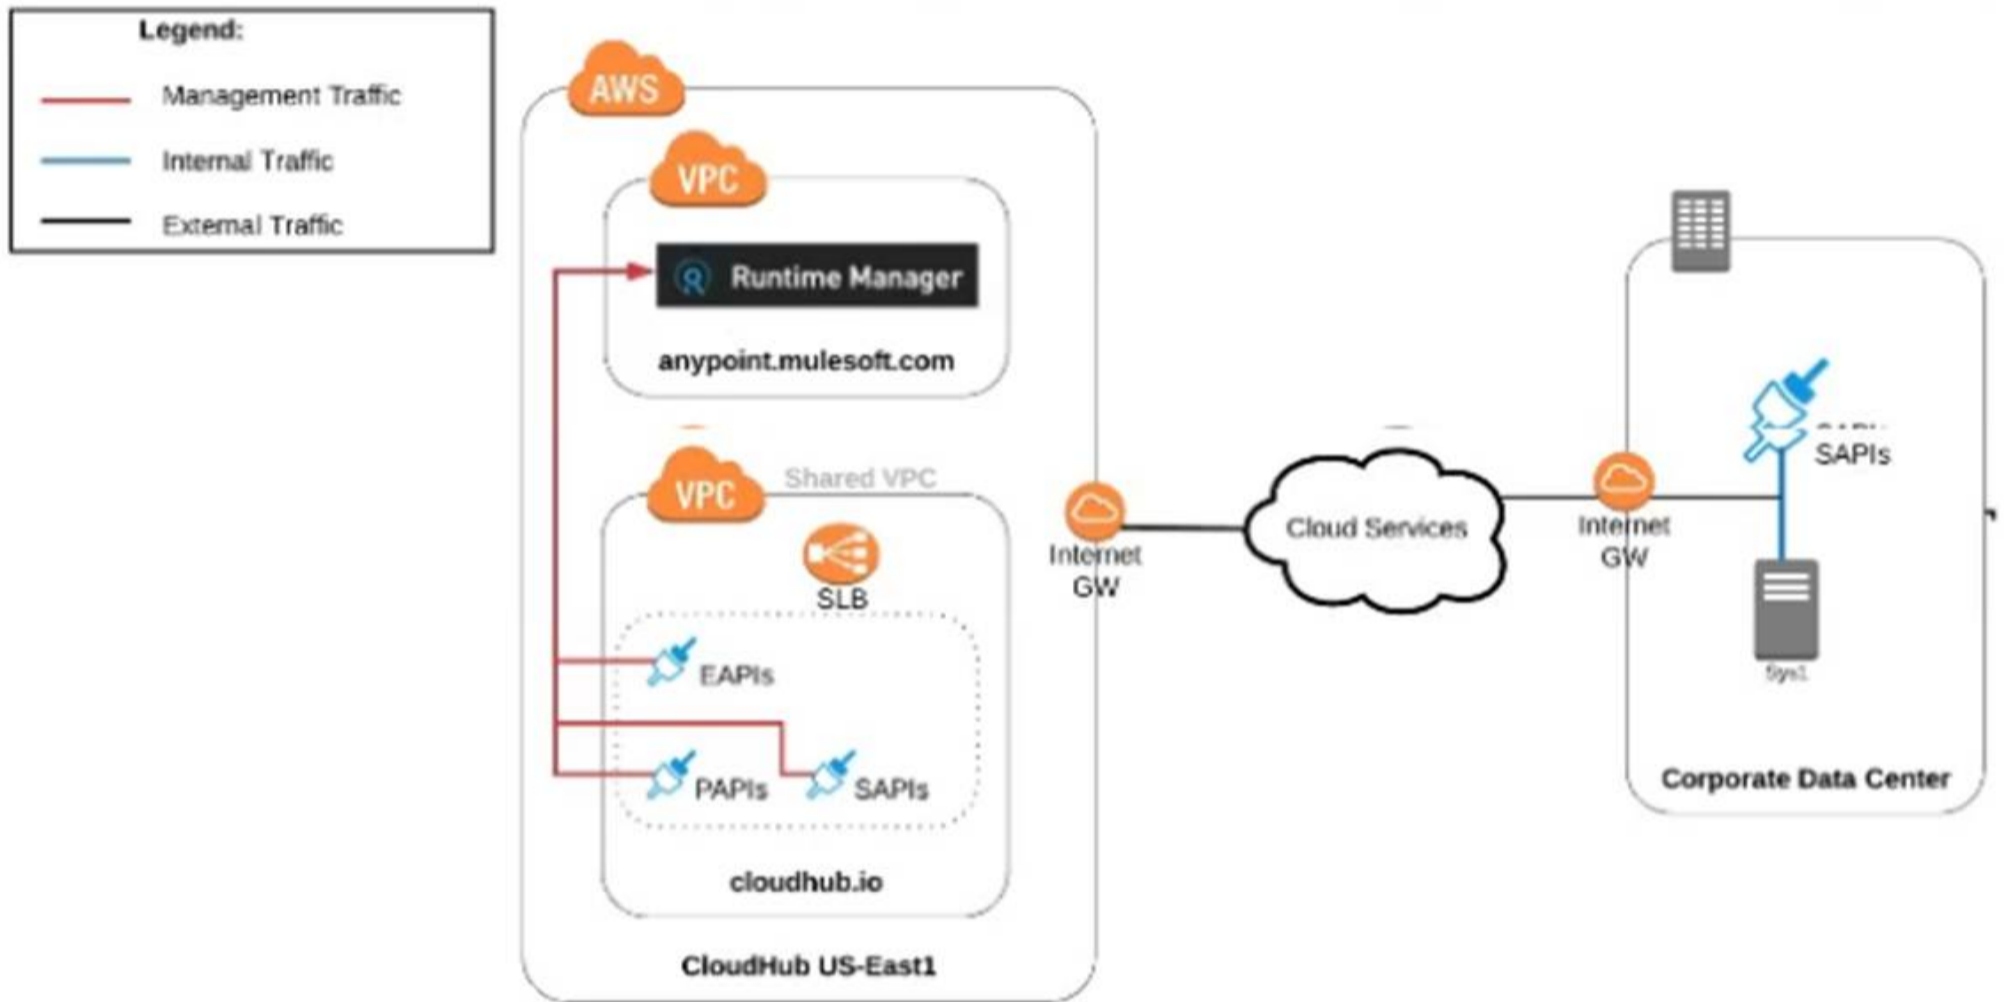 Legend:
Management Traffic
Internal Traffic
External Traffic
AWS
VPC
Runtime Manager
anypoint.mulesoft.com
VPC
Shared VPC
SLB
EAPIs
PAPIs
SAPIs
cloudhub.io
CloudHub US-East1
Internet
GW
Cloud Services
Internet
GW
SAPIs
Sys1
Corporate Data Center